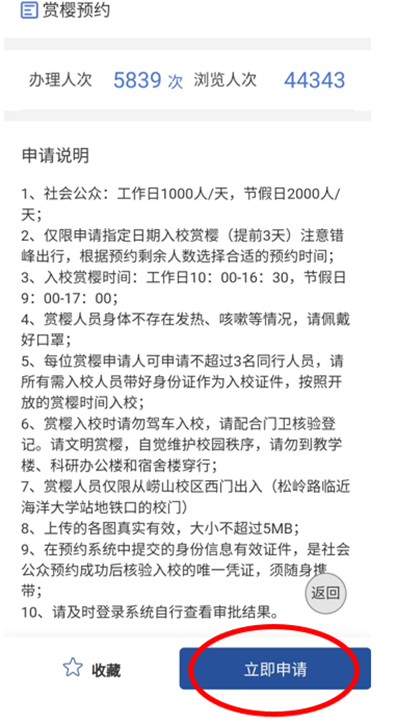 赏樱预约
办理人次 5839 次 浏览人次 44343
申请说明
1、社会公众：工作日1000人/天，节假日2000人/
天；
2、仅限申请指定日期入校赏樱（提前3天）注意错
峰出行，根据预约剩余人数选择合适的预约时间；
3、入校赏樱时间：工作日10：00-16：30，节假日
9：00-17：00；
4、赏樱人员身体不存在发热、咳嗽等情况，请佩戴
好口罩；
5、每位赏樱申请人可申请不超过3名同行人员，请
所有需入校人员带好身份证作为入校证件，按照开
放的赏樱时间入校；
6、赏樱入校时请勿驾车入校，请配合门卫核验登
记。请文明赏樱，自觉维护校园秩序，请勿到教学
楼、科研办公楼和宿舍楼穿行；
7、赏樱人员仅限从崂山校区西门出入（松岭路临近
海洋大学站地铁口的校门）
8、上传的各图真实有效，大小不超过5MB；
9、在预约系统中提交的身份信息有效证件，是社会
公众预约成功后核验入校的唯一凭证，须随身携
带；
返回
10、请及时登录系统自行查看审批结果。
收藏 立即申请